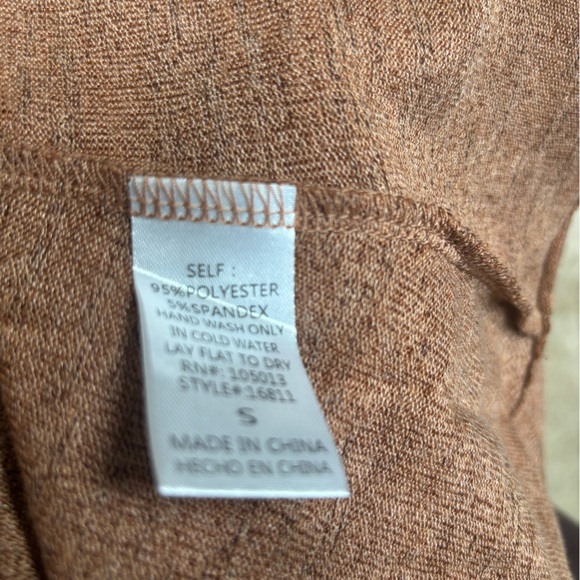 SELF :
95%POLYESTER
5%SPANDEX
HAND WASH ONLY
IN COLD WATER
LAY FLAT TO DRY
RN#: 105013
STYLE#:16811
S
MADE IN CHINA
HECHO EN CHINA